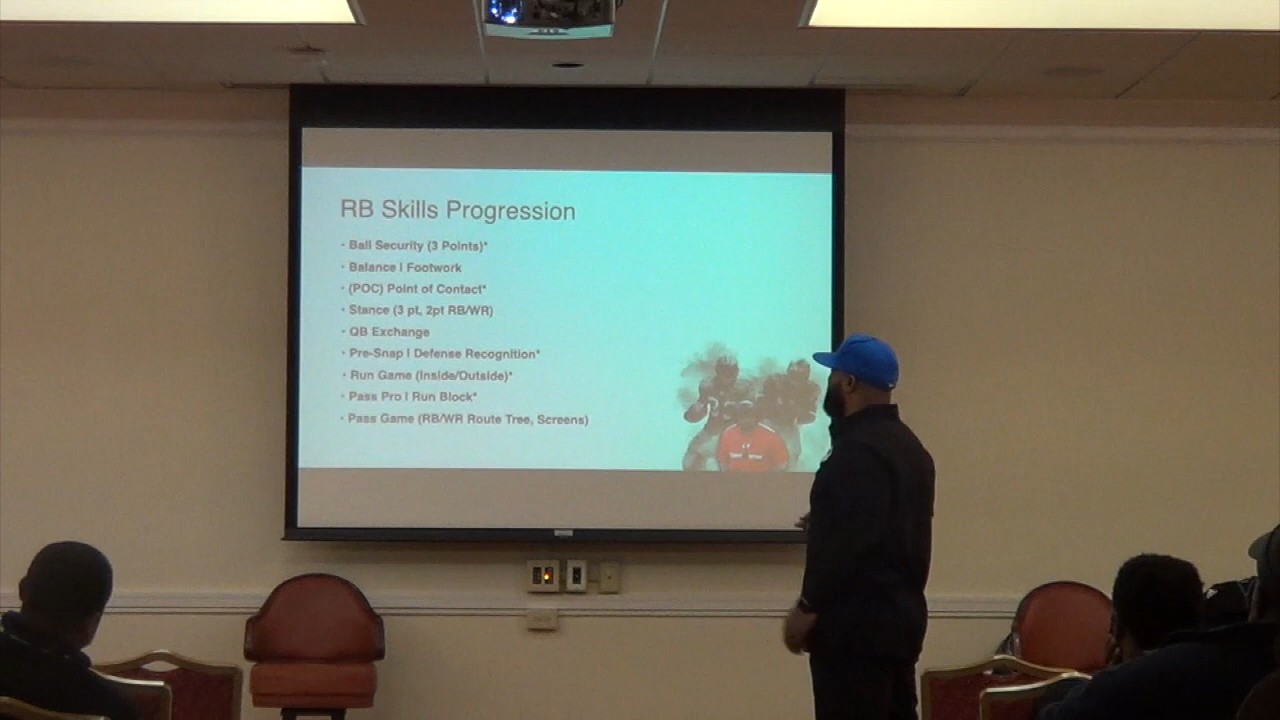 RB Skills Progression
• Ball Security (3 Points)*
• Balance | Footwork
• (POC) Point of Contact*
• Stance (3 pt, 2pt RB/WR)
• QB Exchange
• Pre-Snap | Defense Recognition*
• Run Game (Inside/Outside)*
• Pass Pro | Run Block*
• Pass Game (RB/WR Route Tree, Screens)